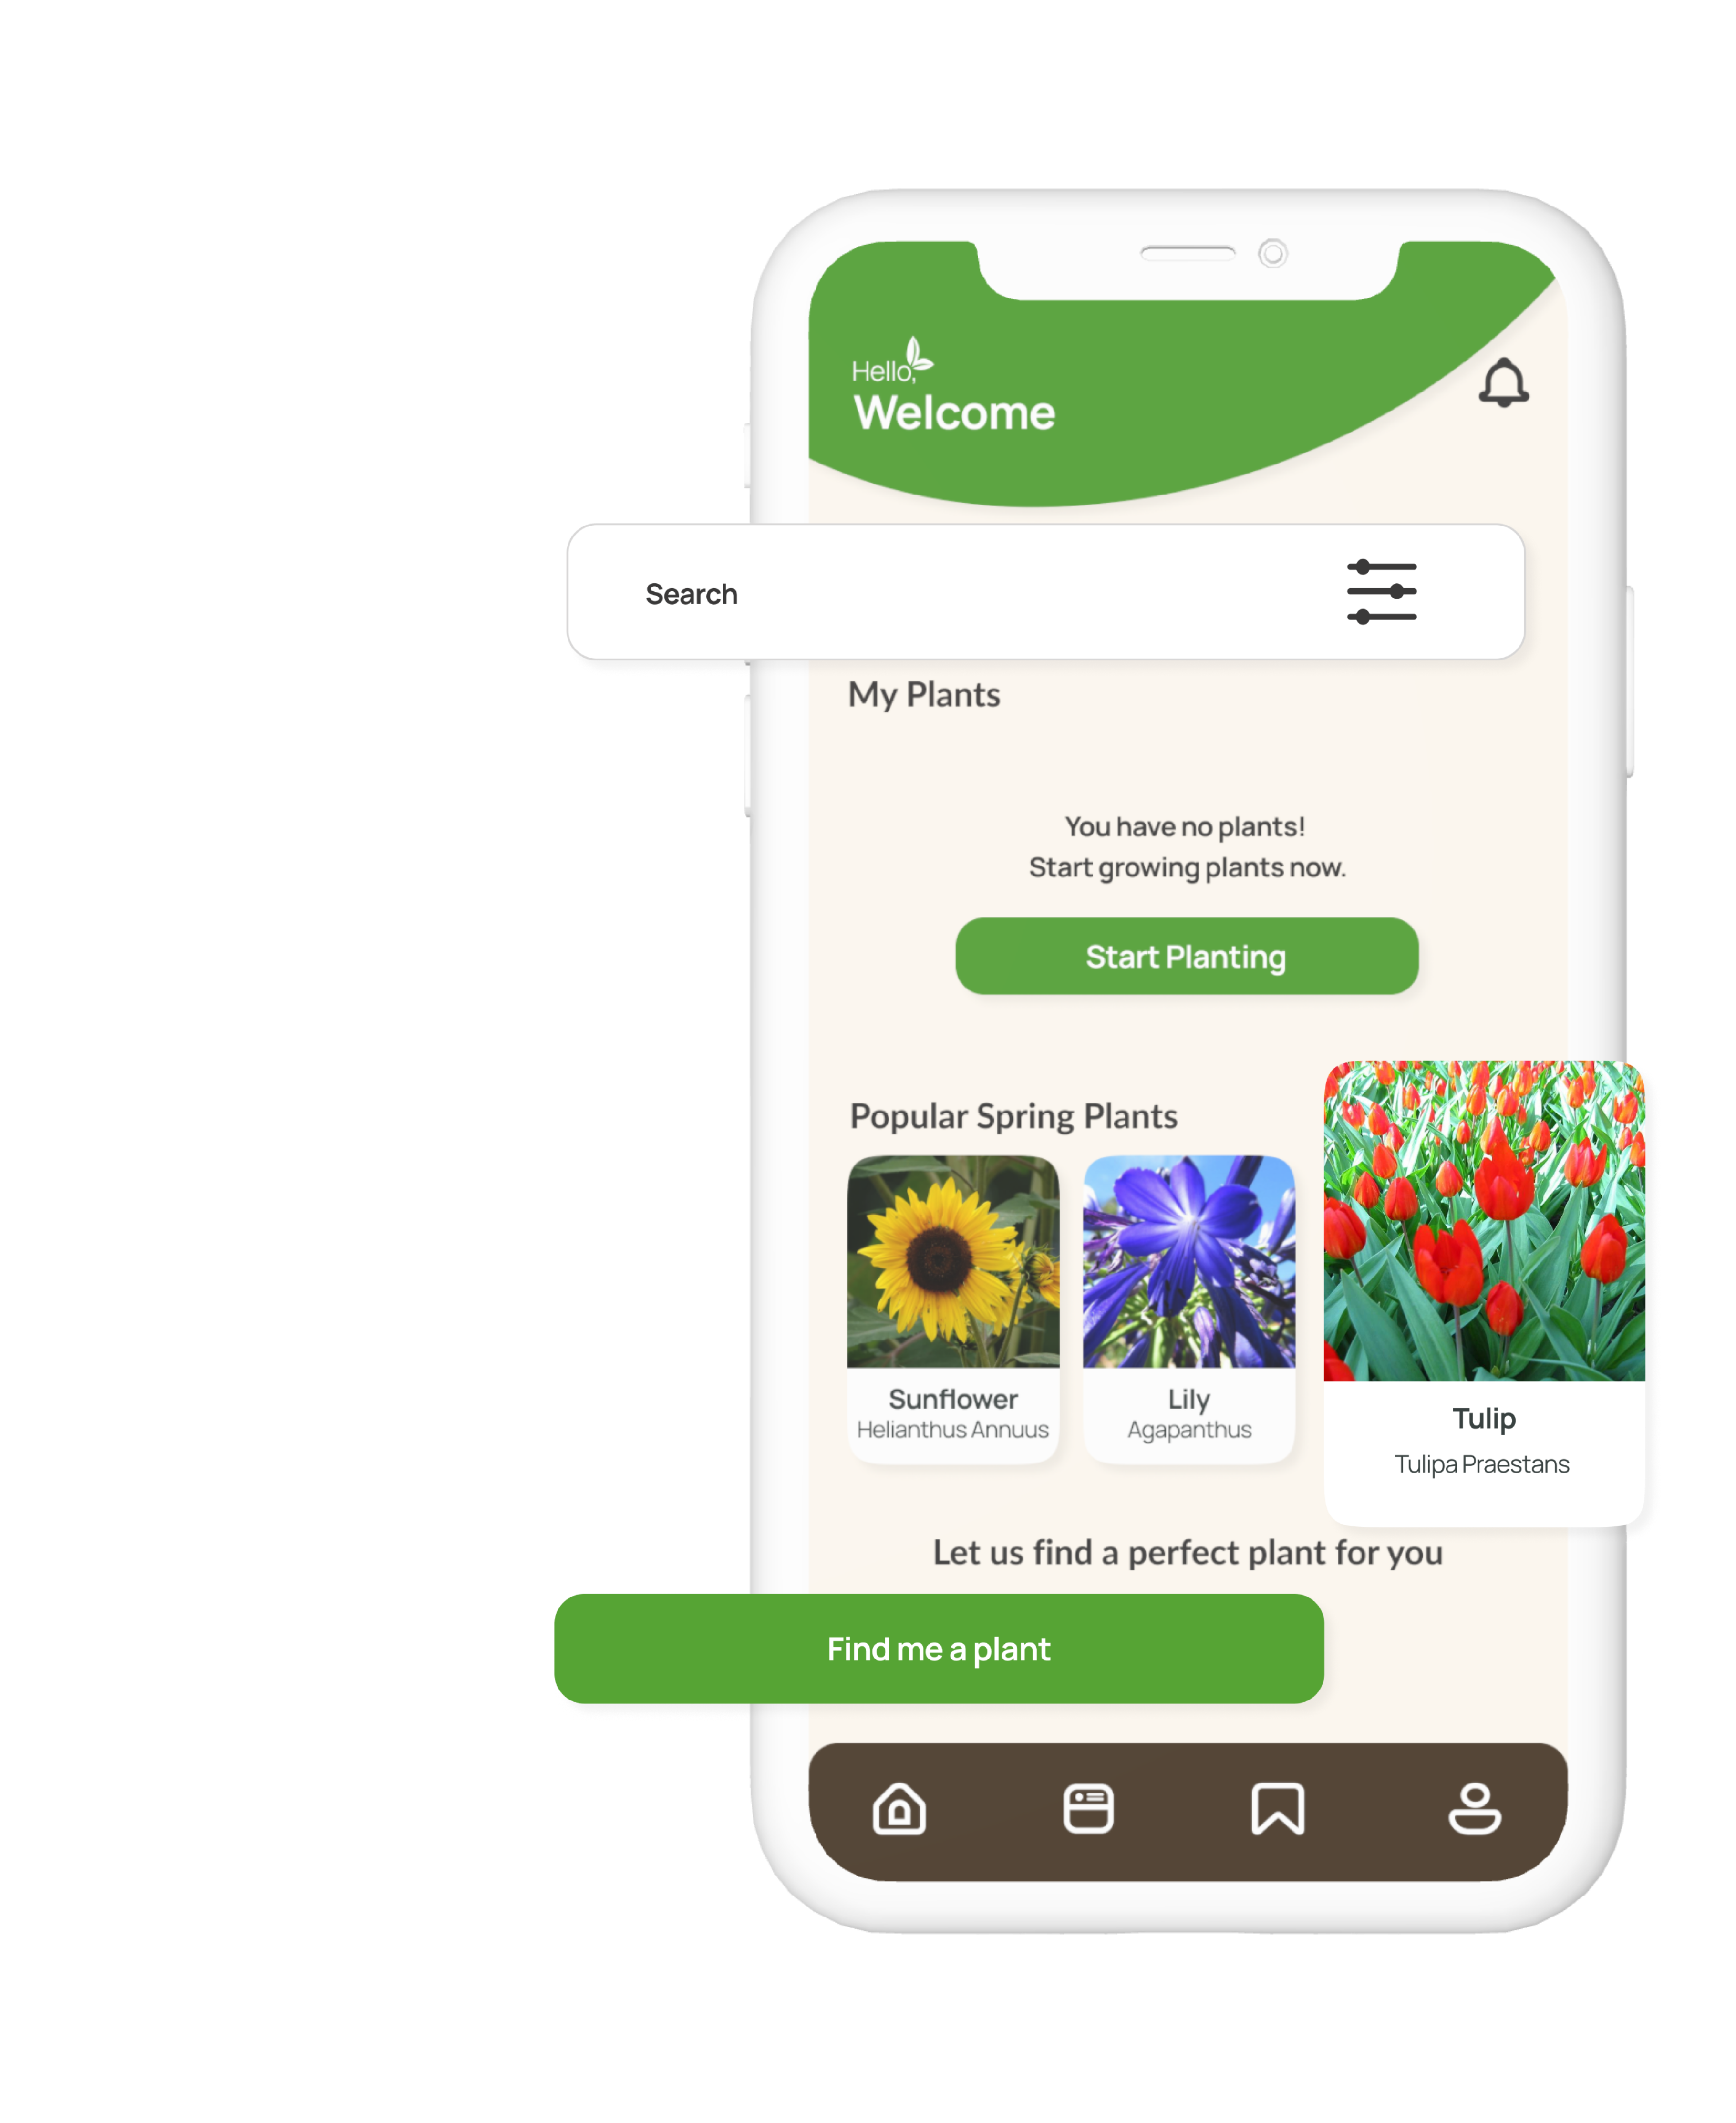 Hello,
Welcome
Search
My Plants
You have no plants!
Start growing plants now.
Start Planting
Popular Spring Plants
Sunflower
Helianthus Annuus
Lily
Agapanthus
Tulip
Tulipa Praestans
Let us find a perfect plant for you
Find me a plant